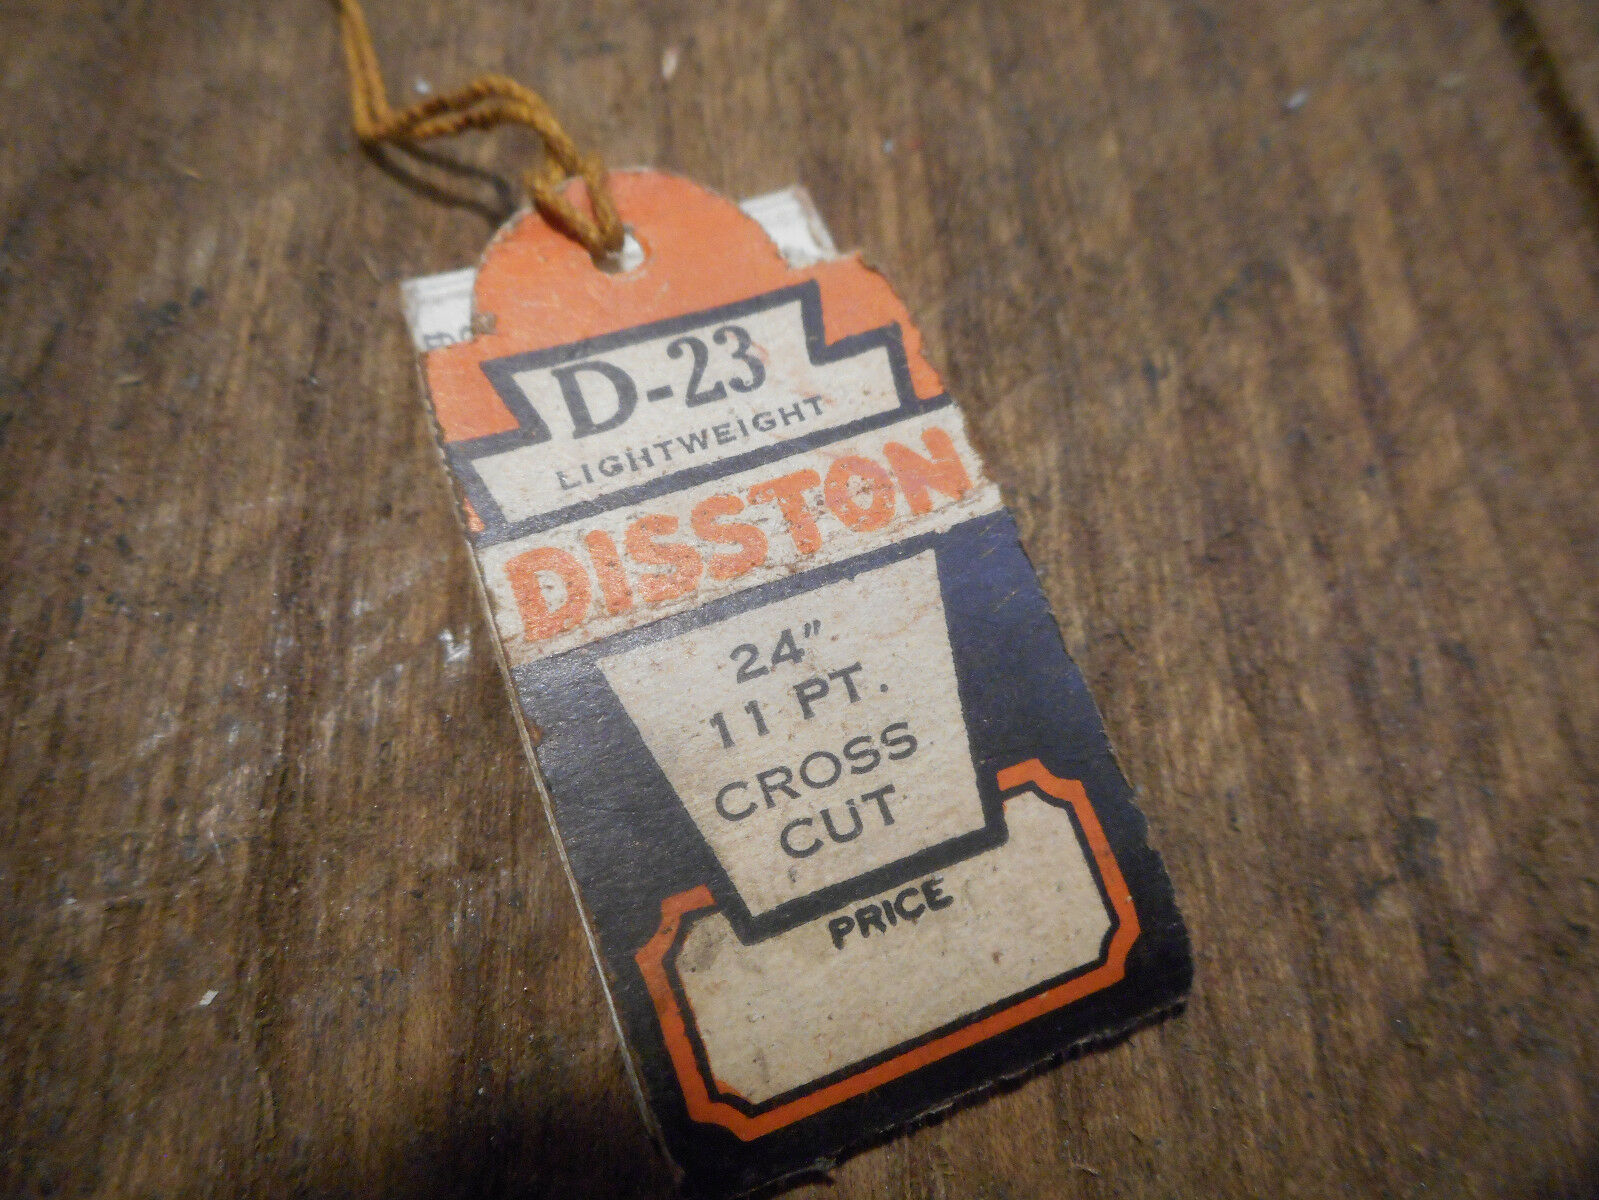 D-23
LIGHTWEIGHT
DISSTON
24"
11 PT.
CROSS
CUT
PRICE